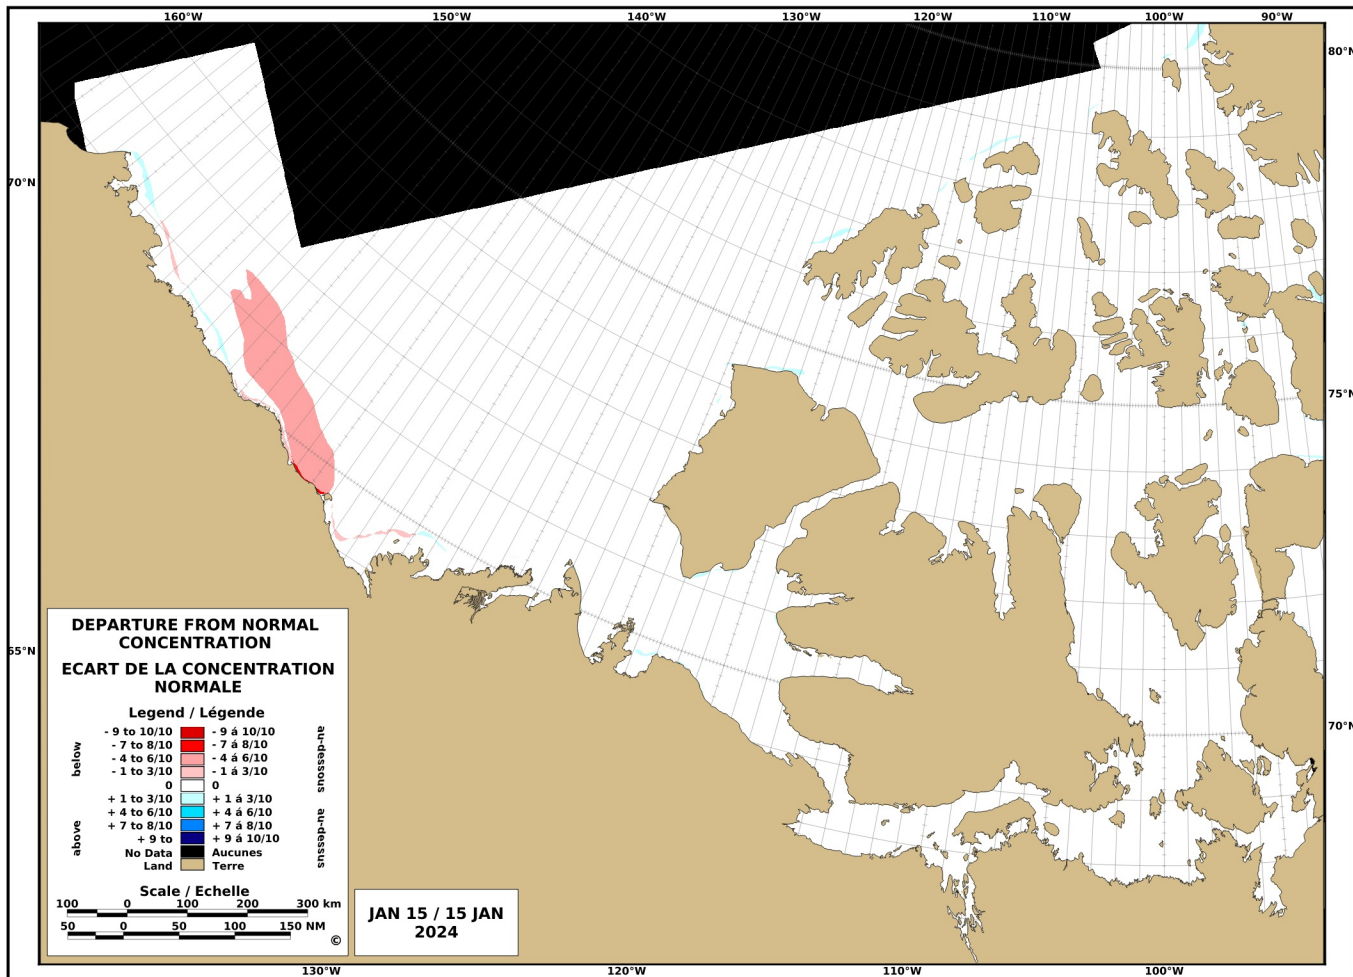 160°W 150°W 140°W 130°W 120°W 110°W 100°W 90°W
80°N
70°N
75°N
65°N
70°N
DEPARTURE FROM NORMAL
CONCENTRATION
ECART DE LA CONCENTRATION
NORMALE
Legend / Légende
below
au-dessous
- 9 to 10/10 - 9 á 10/10
- 7 to 8/10 - 7 á 8/10
- 4 to 6/10 - 4 á 6/10
- 1 to 3/10 - 1 á 3/10
0 0
above
au-dessus
+ 1 to 3/10 + 1 á 3/10
+ 4 to 6/10 + 4 á 6/10
+ 7 to 8/10 + 7 á 8/10
+ 9 to + 9 á 10/10
No Data Aucunes
Land Terre
Scale / Echelle
100 0 100 200 300 km
50 0 50 100 150 NM
©
JAN 15 / 15 JAN
2024
130°W 120°W 110°W 100°W